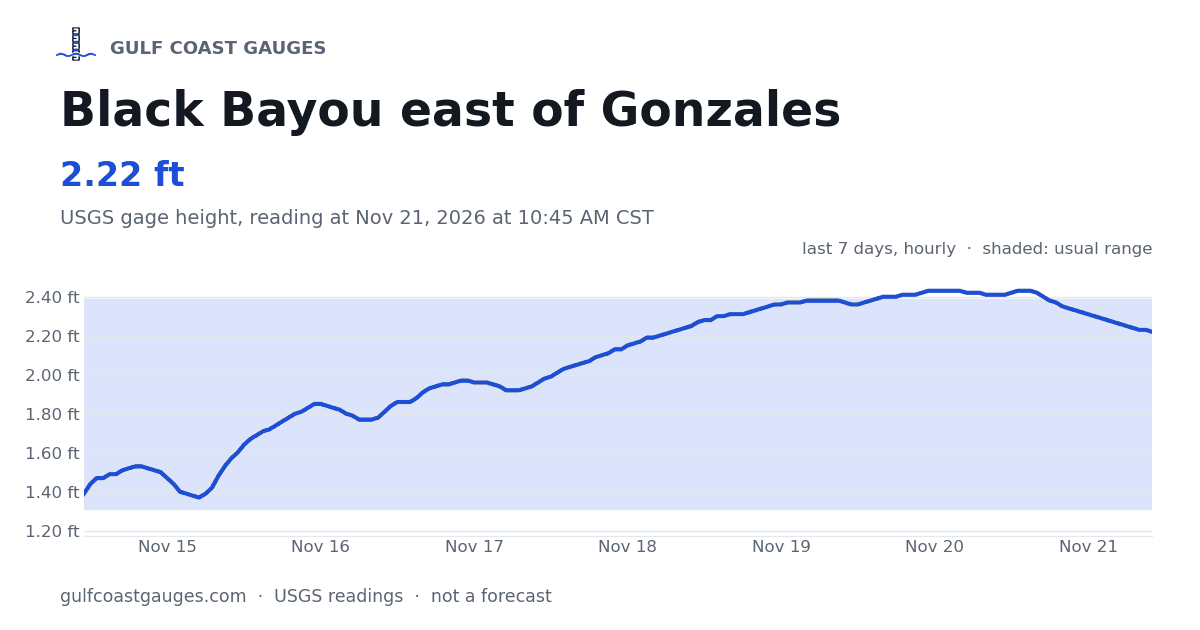 GULF COAST GAUGES
Black Bayou east of Gonzales
2.22 ft
USGS gage height, reading at Nov 21, 2026 at 10:45 AM CST
last 7 days, hourly · shaded: usual range
2.40 ft
2.20 ft
2.00 ft
1.80 ft
1.60 ft
1.40 ft
1.20 ft
Nov 15 Nov 16 Nov 17 Nov 18 Nov 19 Nov 20 Nov 21
gulfcoastgauges.com · USGS readings · not a forecast